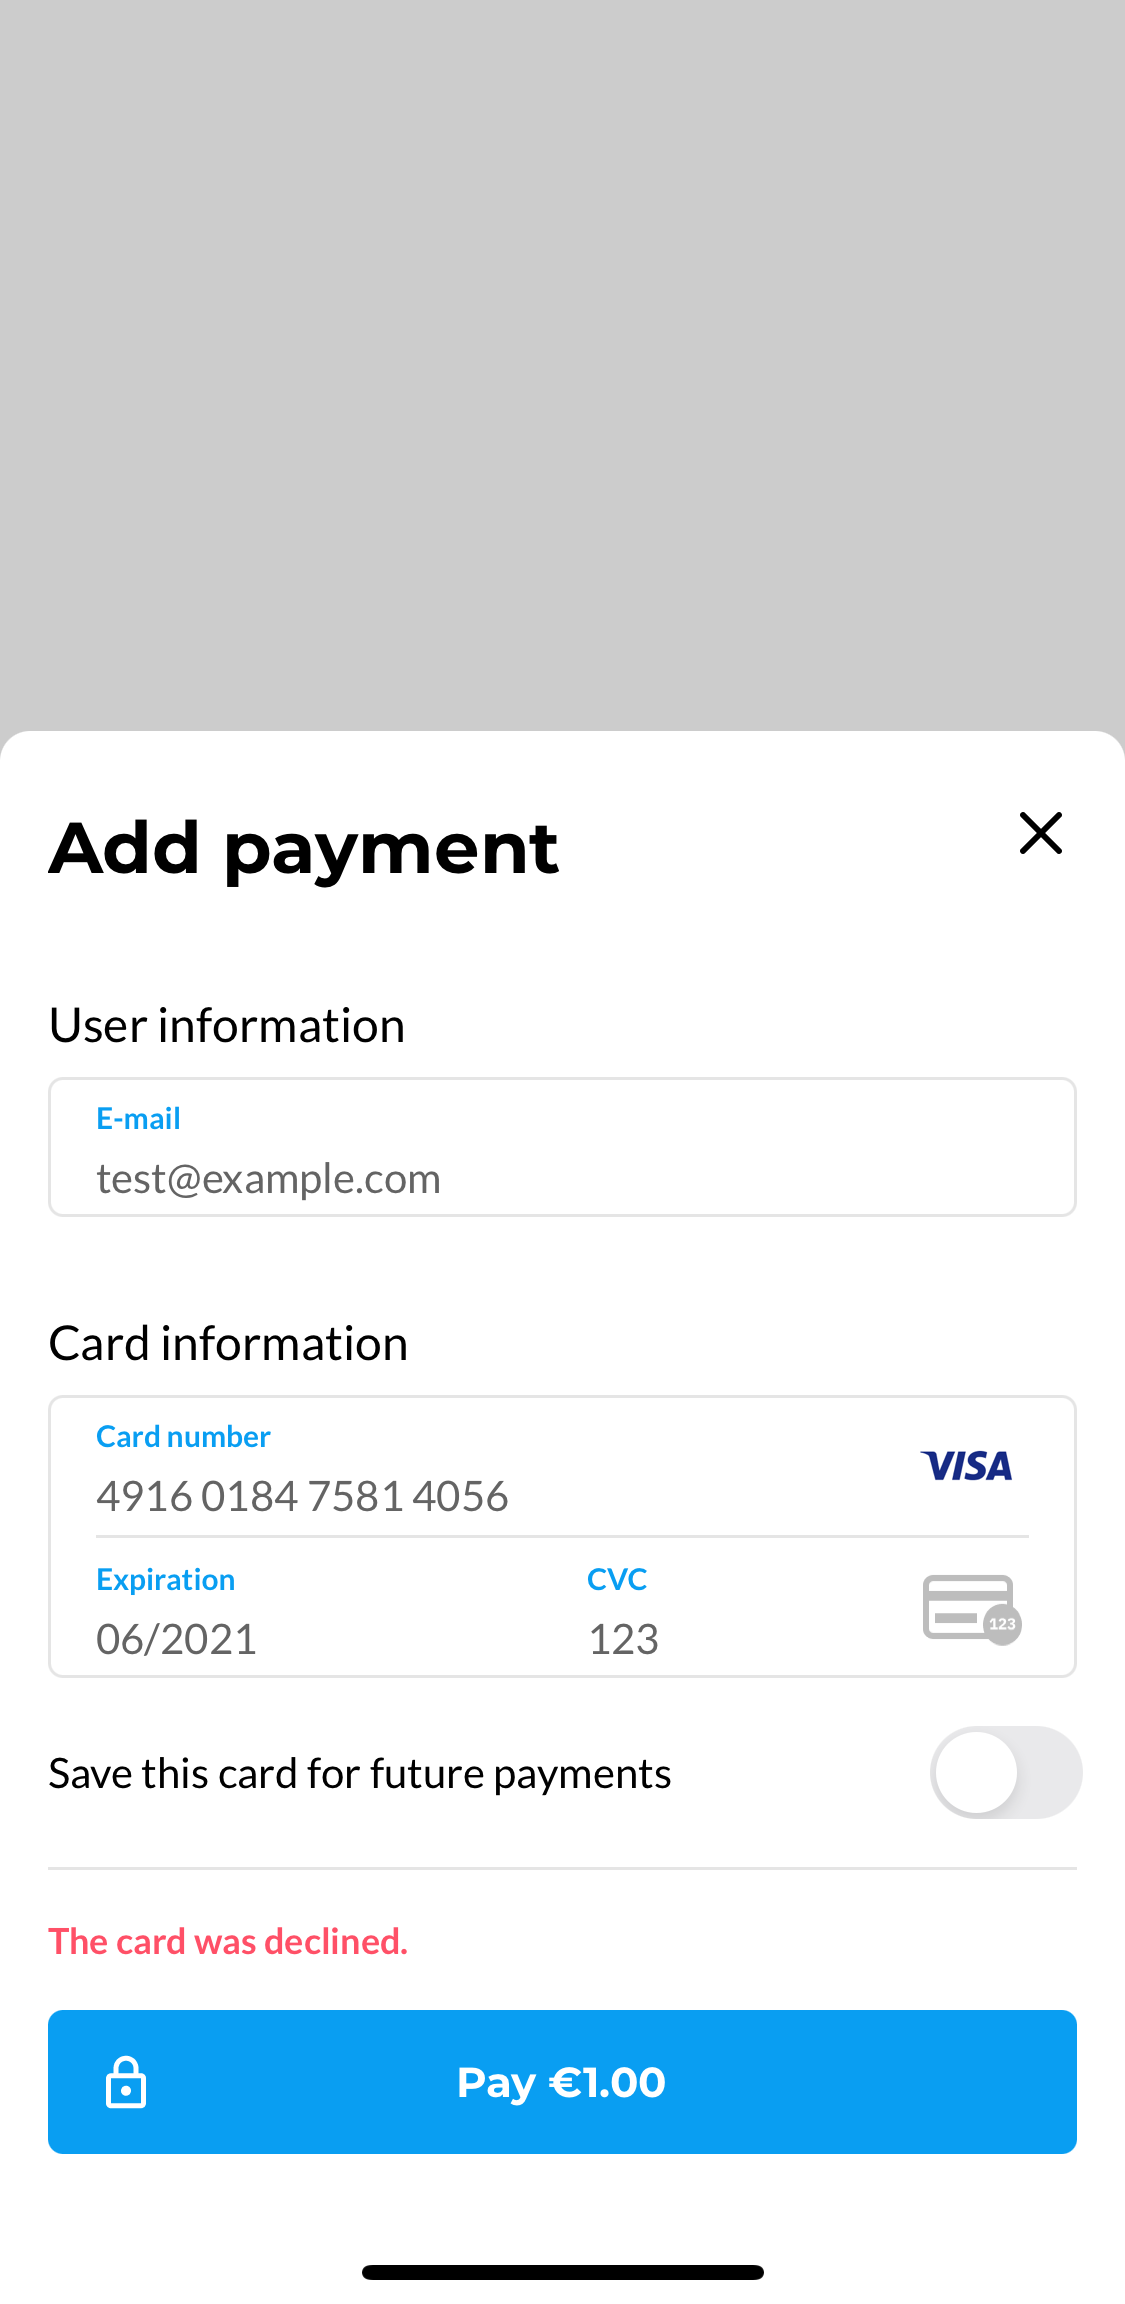 Add payment
User information
E-mail
test@example.com
Card information
Card number
4916 0184 7581 4056
VISA
Expiration
CVC
06/2021
123
123
Save this card for future payments
The card was declined.
Pay €1.00